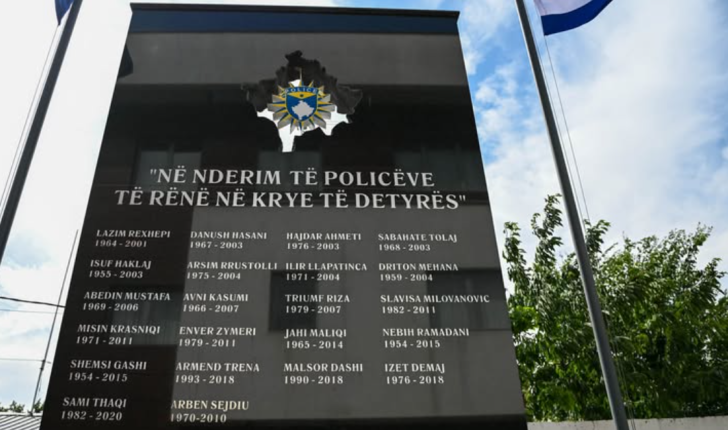 POLICE
"NË NDERIM TË POLICËVE
TË RËNË NË KRYE TË DETYRËS"
LAZIM REXHEPI
1964 - 2001
DANUSH HASANI
1967 - 2003
HAJDAR AHMETI
1976 - 2003
SABAHATE TOLAJ
1968 - 2003
ISUF HAKLAJ
1955 - 2003
ARSIM RRUSTOLLI
1975 - 2004
ILIR LLAPATINCA
1971 - 2004
DRITON MEHANA
1959 - 2004
ABEDIN MUSTAFA
1969 - 2006
AVNI KASUMI
1966 - 2007
TRIUMF RIZA
1979 - 2007
SLAVISA MILOVANOVIC
1982 - 2011
MISIN KRASNIQI
1971 - 2011
ENVER ZYMERI
1979 - 2011
JAHI MALIQI
1965 - 2014
NEBIH RAMADANI
1954 - 2015
SHEMSI GASHI
1954 - 2015
ARMEND TRENA
1993 - 2018
MALSOR DASHI
1990 - 2018
IZET DEMAJ
1976 - 2018
SAMI THAQI
1982 - 2020
ARBEN SEJDIU
1970-2010